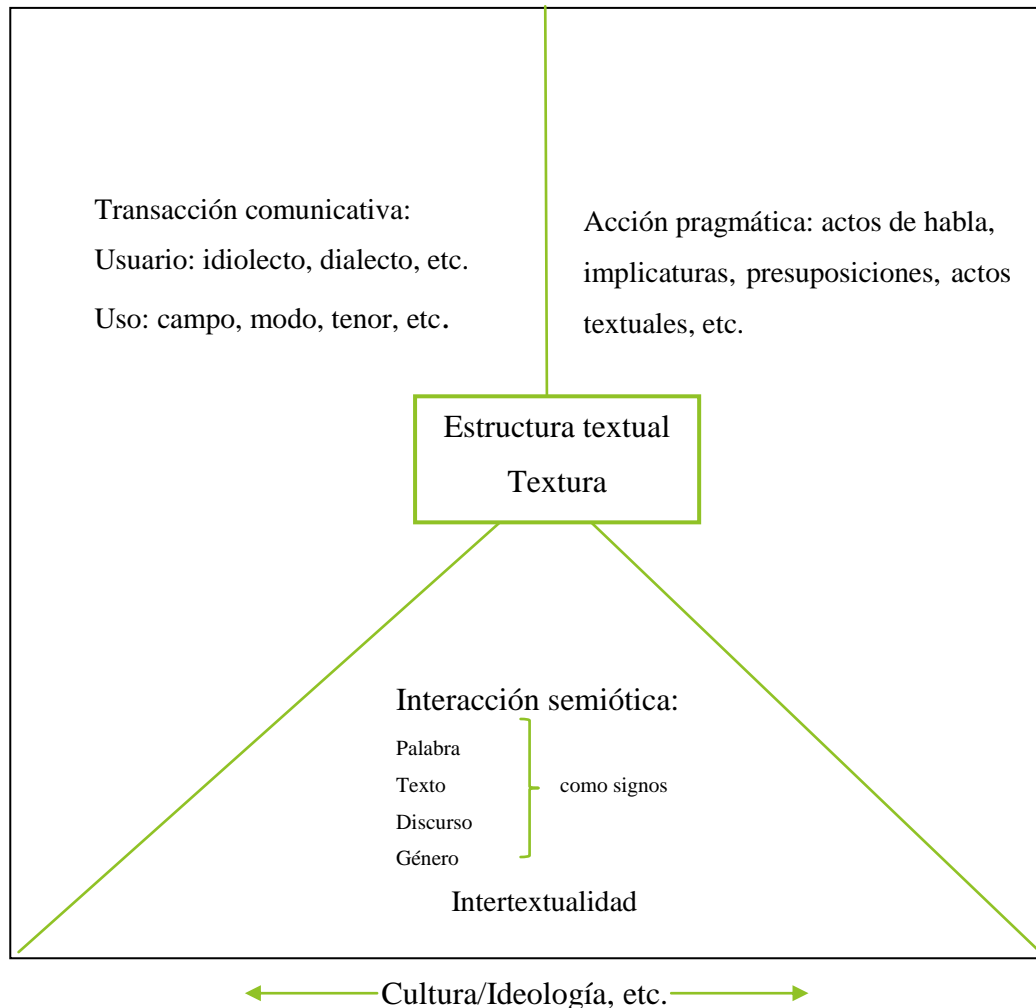 Transacción comunicativa:
Usuario: idiolecto, dialecto, etc.
Uso: campo, modo, tenor, etc.
Acción pragmática: actos de habla,
implicaturas, presuposiciones, actos
textuales, etc.
Estructura textual
Textura
Interacción semiótica:
Palabra
Texto
como signos
Discurso
Género
Intertextualidad
Cultura/Ideología, etc.